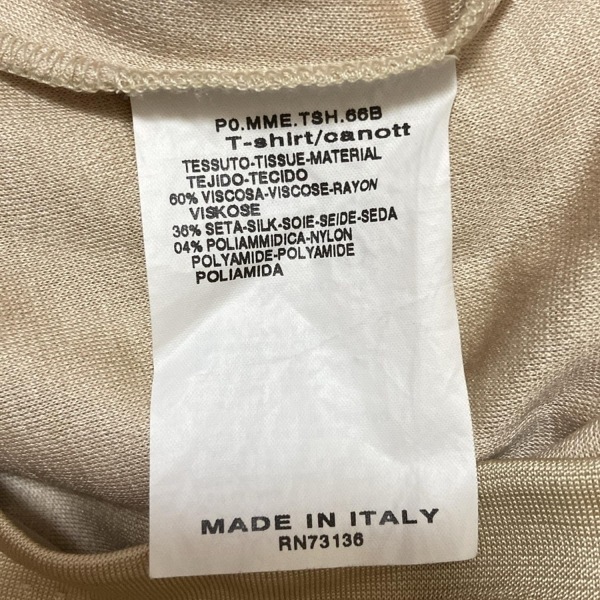 P0.MME.TSH.66B
T-shirt/canott
TESSUTO-TISSUE-MATERIAL
TEJIDO-TECIDO
60% VISCOSA-VISCOSE-RAYON
VISKOSE
36% SETA-SILK-SOIE-SEIDE-SEDA
04% POLIAMMIDICA-NYLON
POLYAMIDE-POLYAMIDE
POLIAMIDA
MADE IN ITALY
RN73136